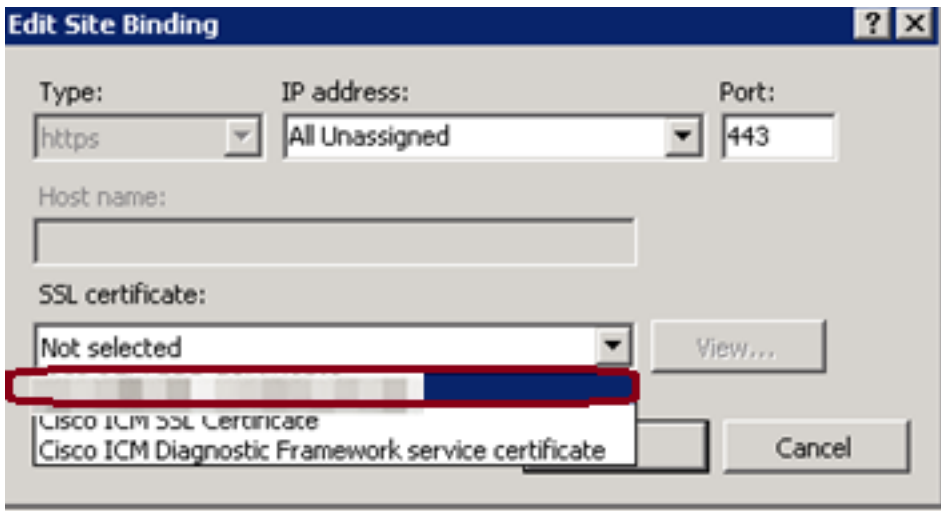 Edit Site Binding
Type: IP address: Port:
https All Unassigned 443
Host name:
SSL certificate:
Not selected View...
Cisco ICM SSL Certificate
Cisco ICM Diagnostic Framework service certificate
Cancel